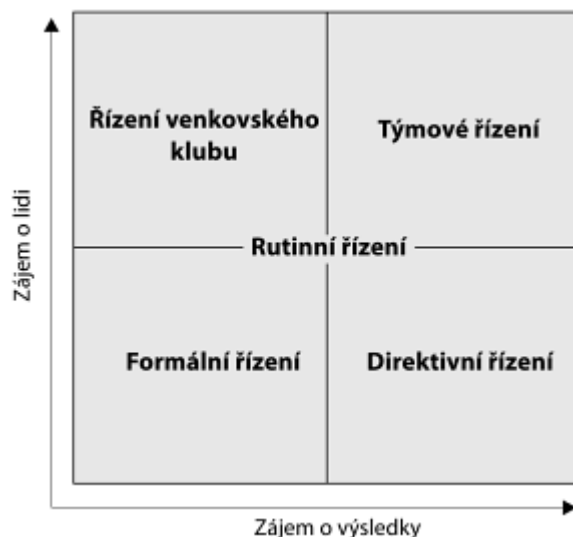 Zájem o lidi
Řízení venkovského
klubu
Týmové řízení
Rutinní řízení
Formální řízení
Direktivní řízení
Zájem o výsledky